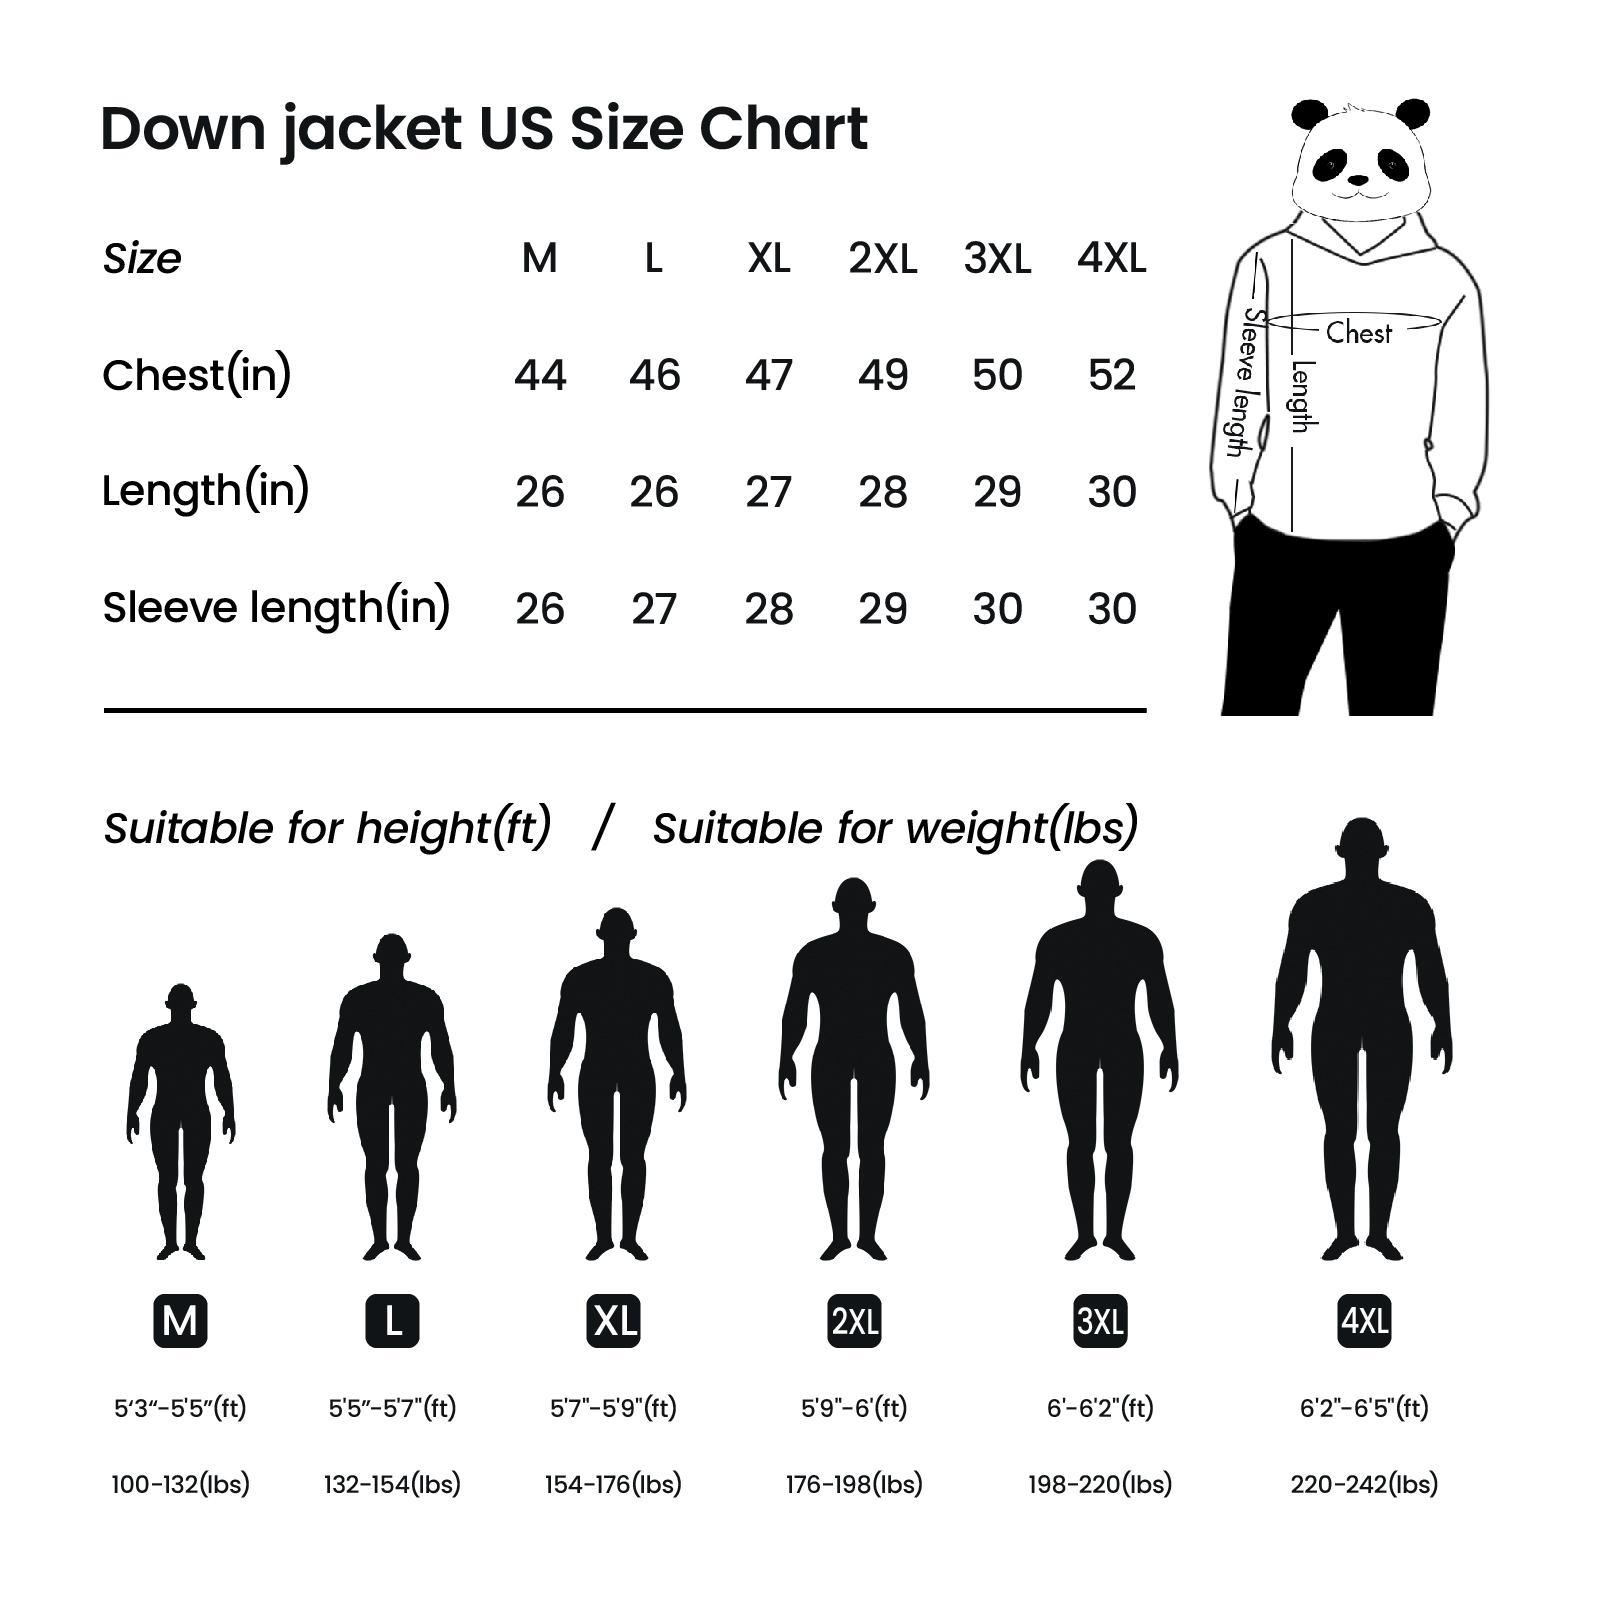 Down jacket US Size Chart
Size M L XL 2XL 3XL 4XL
Chest(in) 44 46 47 49 50 52
Length(in) 26 26 27 28 29 30
Sleeve length(in) 26 27 28 29 30 30
Chest
Sleeve length
Length
Suitable for height(ft) / Suitable for weight(lbs)
M L XL 2XL 3XL 4XL
5‘3“-5'5”(ft) 5'5”-5'7"(ft) 5'7"-5'9"(ft) 5'9"-6'(ft) 6'-6'2"(ft) 6'2"-6'5"(ft)
100-132(lbs) 132-154(lbs) 154-176(lbs) 176-198(lbs) 198-220(lbs) 220-242(lbs)